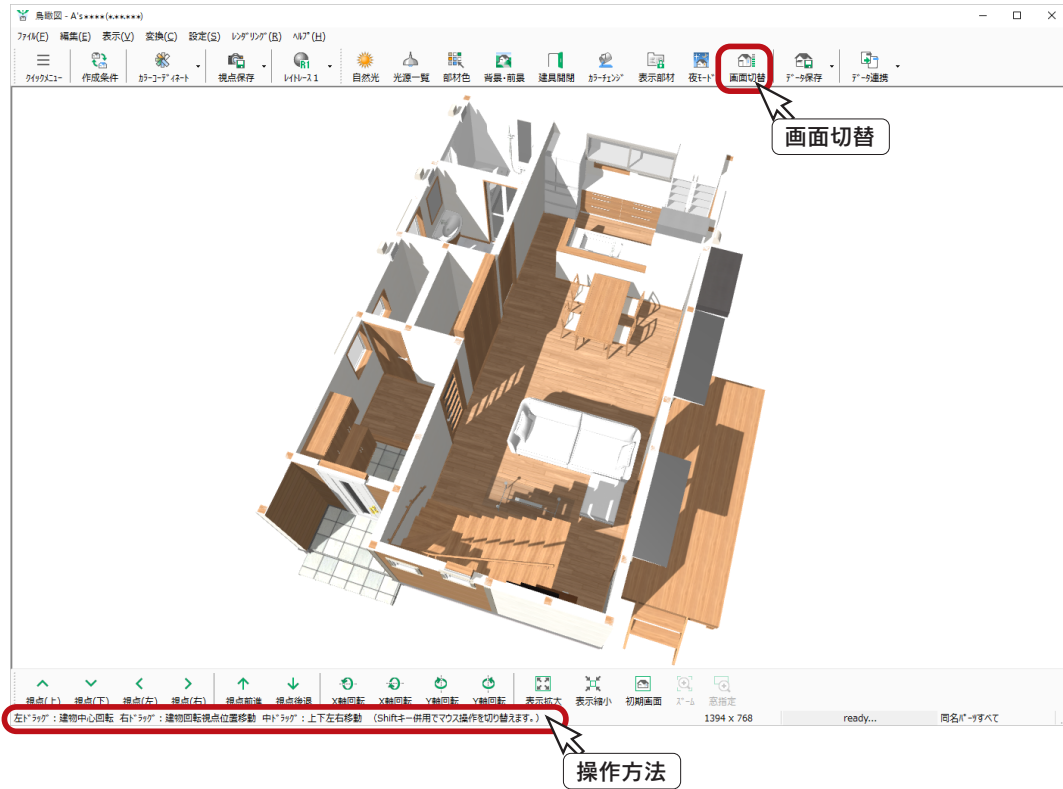 鳥瞰図 - A's∗∗∗∗(∗.∗∗.∗∗∗)
ﾌｧｲﾙ(F) 編集(E) 表示(V) 変換(C) 設定(S) ﾚﾝﾀﾞﾘﾝｸﾞ(R) ﾍﾙﾌﾟ(H)
R1
ｸｲｯｸﾒﾆｭｰ 作成条件 ｶﾗｰｺｰﾃﾞｨﾈｰﾄ 視点保存 ﾚｲﾄﾚｰｽ1 自然光 光源一覧 部材色 背景・前景 建具開閉 ｶﾗｰﾁｪﾝｼﾞ 表示部材 夜ﾓｰﾄﾞ 画面切替 ﾃﾞｰﾀ保存 ﾃﾞｰﾀ連携
画面切替
視点(上) 視点(下) 視点(左) 視点(右) 視点前進 視点後退 X軸回転 X軸回転 Y軸回転 Y軸回転 表示拡大 表示縮小 初期画面 ｽﾞｰﾑ 窓指定
左ﾄﾞﾗｯｸﾞ：建物中心回転 右ﾄﾞﾗｯｸﾞ：建物回転視点位置移動 中ﾄﾞﾗｯｸﾞ：上下左右移動 （Shiftキー併用でマウス操作を切り替えます。） 1394 x 768 ready... 同名ﾊﾟｰﾂすべて
操作方法